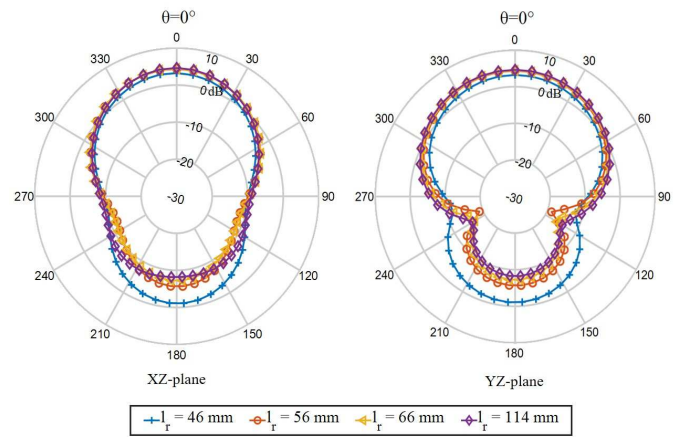 θ=0° θ=0°
0 0
330 10 30 330 10 30
0 dB 0 dB
300 -10 60 300 -10 60
-20 -20
270 -30 90 270 -30 90
240 120 240 120
210 150 210 150
180 180
XZ-plane YZ-plane
lr = 46 mm lr = 56 mm lr = 66 mm lr = 114 mm